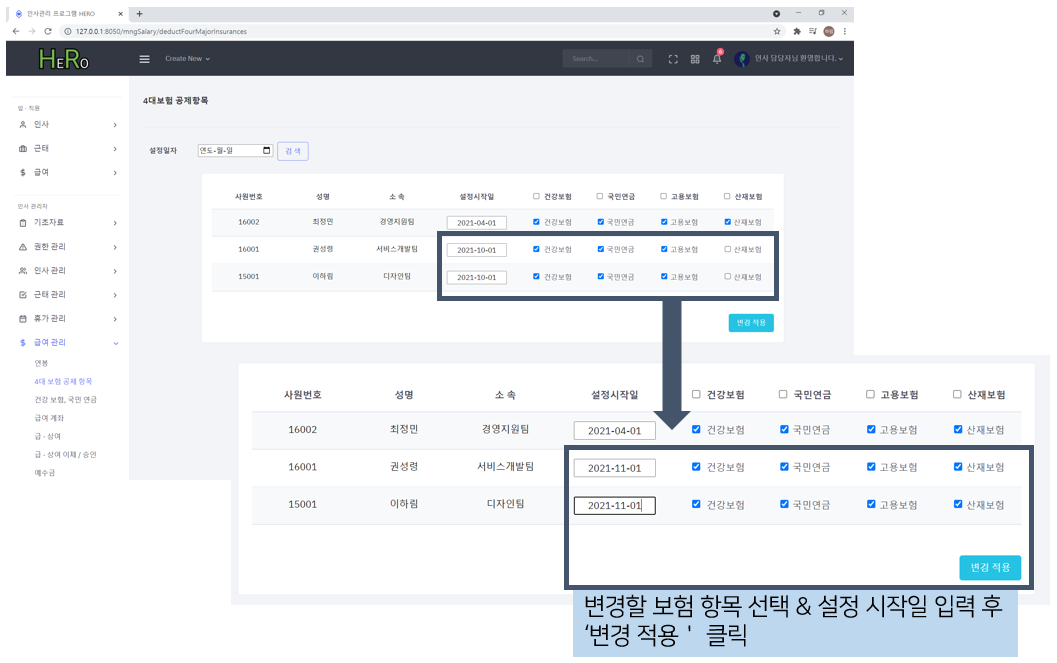 인사관리 프로그램 HERO
127.0.0.1:8050/mngSalary/deductFourMajorInsurances
HERO
Create New
Search...
6
인사 담당자님 환영합니다.
4대보험 공제항목
설정일자 연도-월-일 검색
사원번호 성명 소 속 설정시작일 건강보험 국민연금 고용보험 산재보험
16002 최정민 경영지원팀 2021-04-01 건강보험 국민연금 고용보험 산재보험
16001 권성령 서비스개발팀 2021-10-01 건강보험 국민연금 고용보험 산재보험
15001 이하림 디자인팀 2021-10-01 건강보험 국민연금 고용보험 산재보험
변경 적용
인사
근태
급여
인사 관리자
기초자료
권한 관리
인사 관리
근태 관리
휴가 관리
급여 관리
연봉
4대 보험 공제 항목
건강 보험, 국민 연금
급여 계좌
급 · 상여
급 · 상여 이체 / 승인
예수금
사원번호 성명 소 속 설정시작일 건강보험 국민연금 고용보험 산재보험
16002 최정민 경영지원팀 2021-04-01 건강보험 국민연금 고용보험 산재보험
16001 권성령 서비스개발팀 2021-11-01 건강보험 국민연금 고용보험 산재보험
15001 이하림 디자인팀 2021-11-01 건강보험 국민연금 고용보험 산재보험
변경 적용
변경할 보험 항목 선택 & 설정 시작일 입력 후
‘변경 적용 ＇ 클릭